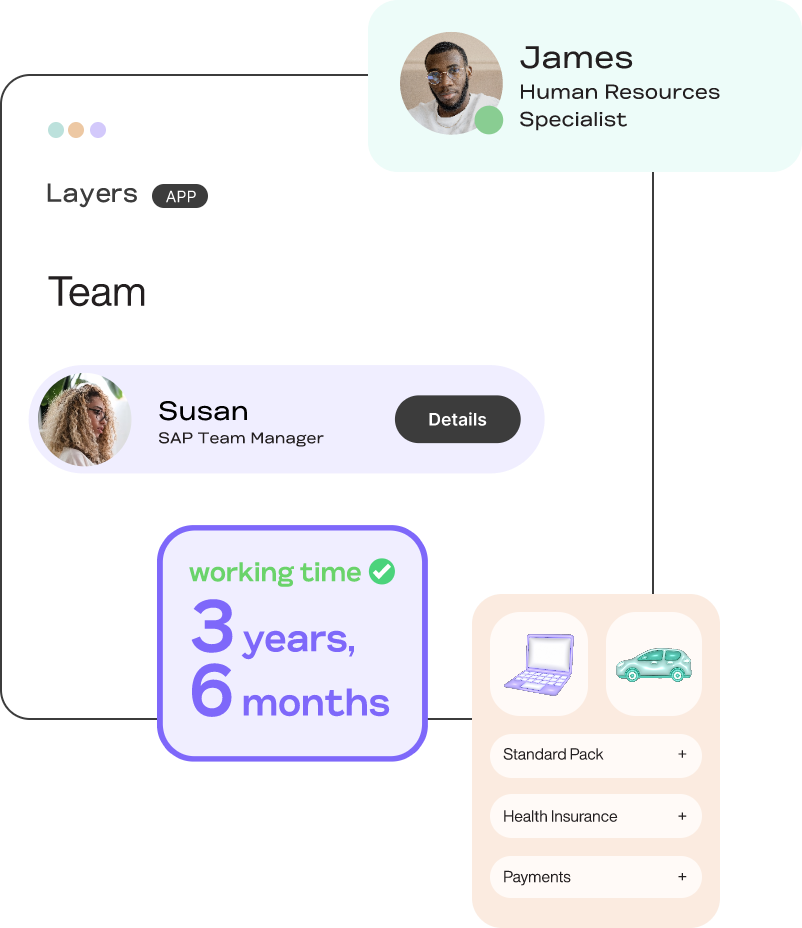 James
Human Resources
Specialist
Layers APP
Team
Susan
SAP Team Manager
Details
working time
3 years,
6 months
Standard Pack +
Health Insurance +
Payments +